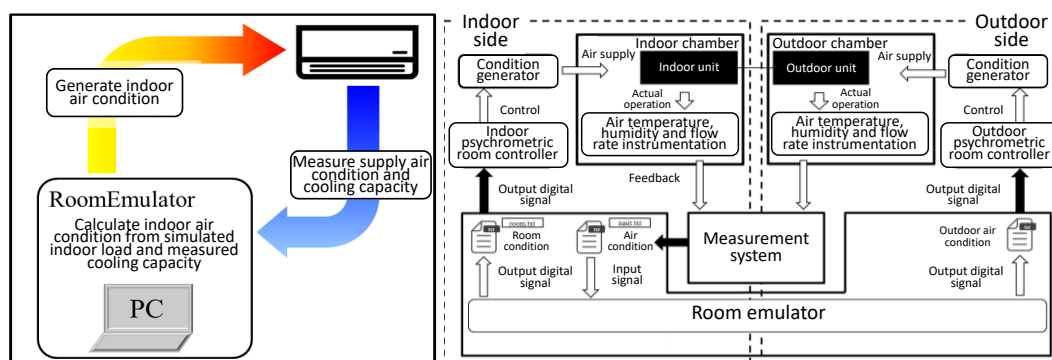 Generate indoor
air condition
Measure supply air
condition and
cooling capacity
RoomEmulator
Calculate indoor air
condition from simulated
indoor load and measured
cooling capacity
PC
Indoor
side
Condition
generator
Air supply
Indoor chamber
Indoor unit
Actual
operation
Air temperature,
humidity and flow
rate instrumentation
Control
Indoor
psychrometric
room controller
Feedback
Output digital
signal
room.txt
txt
Room
condition
Output digital
signal
iunit.txt
txt
Air
condition
Input
signal
Measurement
system
Outdoor
side
Outdoor chamber
Outdoor unit
Air supply
Condition
generator
Actual
operation
Air temperature,
humidity and flow
rate instrumentation
Control
Outdoor
psychrometric
room controller
Output digital
signal
Outdoor air
condition
txt
Output digital
signal
Room emulator